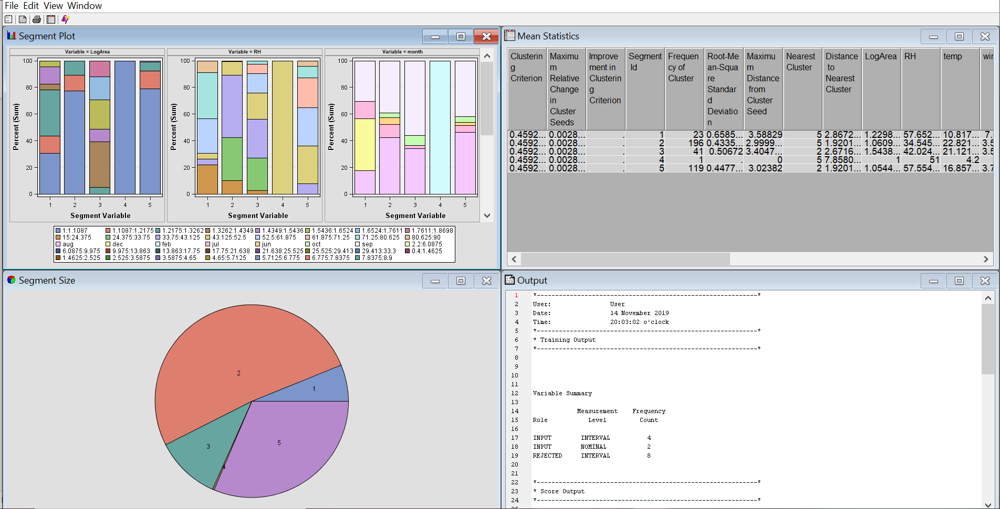 File Edit View Window
Segment Plot
Variable = LogArea
Variable = RH
Variable = month
Percent (Sum)
100
80
60
40
20
0
1 2 3 4 5
Segment Variable
Percent (Sum)
100
80
60
40
20
0
1 2 3 4 5
Segment Variable
Percent (Sum)
100
80
60
40
20
0
1 2 3 4 5
Segment Variable
1:1.1087 1.1087:1.2175 1.2175:1.3262 1.3262:1.4349 1.4349:1.5436 1.5436:1.6524 1.6524:1.7611 1.7611:1.8698
15:24.375 24.375:33.75 33.75:43.125 43.125:52.5 52.5:61.875 61.875:71.25 71.25:80.625 80.625:90
aug dec feb jul jun oct sep 2.2:6.0875
6.0875:9.975 9.975:13.863 13.863:17.75 17.75:21.638 21.638:25.525 25.525:29.413 29.413:33.3 0.4:1.4625
1.4625:2.525 2.525:3.5875 3.5875:4.65 4.65:5.7125 5.7125:6.775 6.775:7.8375 7.8375:8.9
Mean Statistics
Clusterin
g
Criterion
Maximu
m
Relative
Change
in
Cluster
Seeds
Improve
ment in
Clusterin
g
Criterion
Segment
Id
Frequen
cy of
Cluster
Root-Me
an-Squa
re
Standar
d
Deviatio
n
Maximu
m
Distance
from
Cluster
Seed
Nearest
Cluster
Distance
to
Nearest
Cluster
LogArea
RH
temp
wir
0.4592... 0.0028... . 1 23 0.6585... 3.58829 5 2.8672... 1.2298... 57.652... 10.817... 7.
0.4592... 0.0028... . 2 196 0.4335... 2.9999... 5 1.9201... 1.0609... 34.545... 22.821... 3.5
0.4592... 0.0028... . 3 41 0.50672 3.4047... 2 2.6716... 1.5438... 42.024... 21.121... 3.5
0.4592... 0.0028... . 4 1 . 0 5 7.8580... 1 51 4.2
0.4592... 0.0028... . 5 119 0.4477... 3.02382 2 1.9201... 1.0544... 57.554... 16.857... 3.7
Segment Size
1
2
3
4
5
Output
1 *------------------------------------------------------------*
2 User: User
3 Date: 14 November 2019
4 Time: 20:03:02 o'clock
5 *------------------------------------------------------------*
6 * Training Output
7 *------------------------------------------------------------*
8
9
10
11
12 Variable Summary
13
14 Measurement Frequency
15 Role Level Count
16
17 INPUT INTERVAL 4
18 INPUT NOMINAL 2
19 REJECTED INTERVAL 8
20
21
22 *------------------------------------------------------------*
23 * Score Output
24 *------------------------------------------------------------*